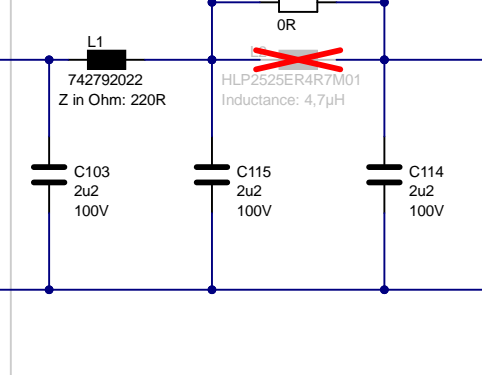 0R
L1
742792022
Z in Ohm: 220R
HLP2525ER4R7M01
Inductance: 4,7µH
C103
2u2
100V
C115
2u2
100V
C114
2u2
100V